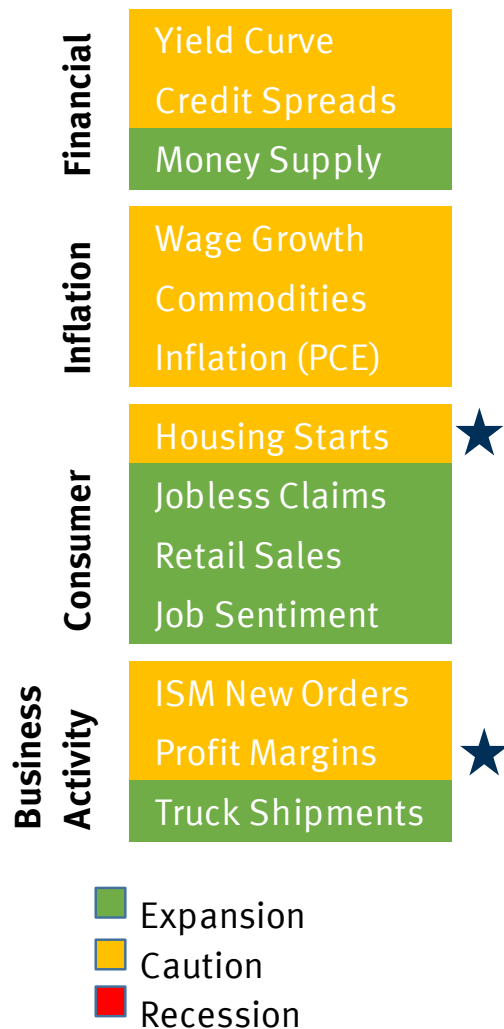 Financial
Yield Curve
Credit Spreads
Money Supply
Inflation
Wage Growth
Commodities
Inflation (PCE)
Consumer
Housing Starts
Jobless Claims
Retail Sales
Job Sentiment
Business
Activity
ISM New Orders
Profit Margins
Truck Shipments
Expansion
Caution
Recession